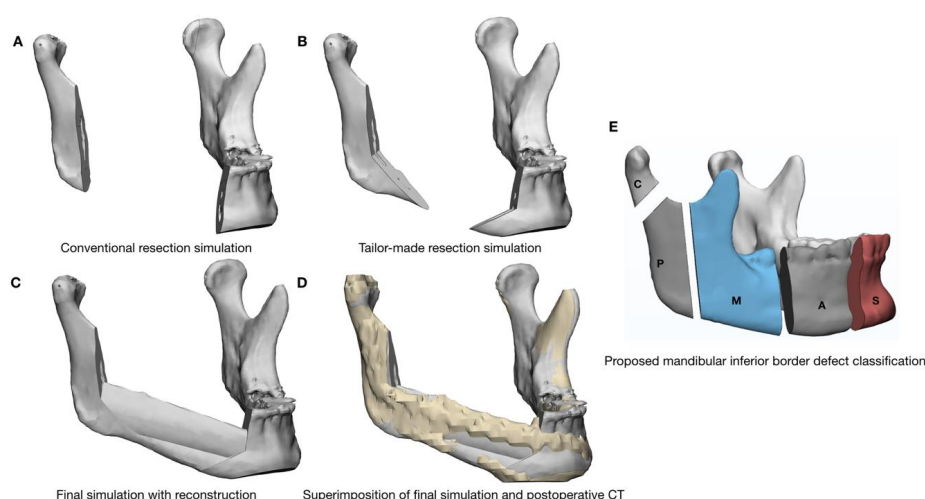 A
B
Conventional resection simulation
Tailor-made resection simulation
C
D
Final simulation with reconstruction
Superimposition of final simulation and postoperative CT
E
C
P
M
A
S
Proposed mandibular inferior border defect classification